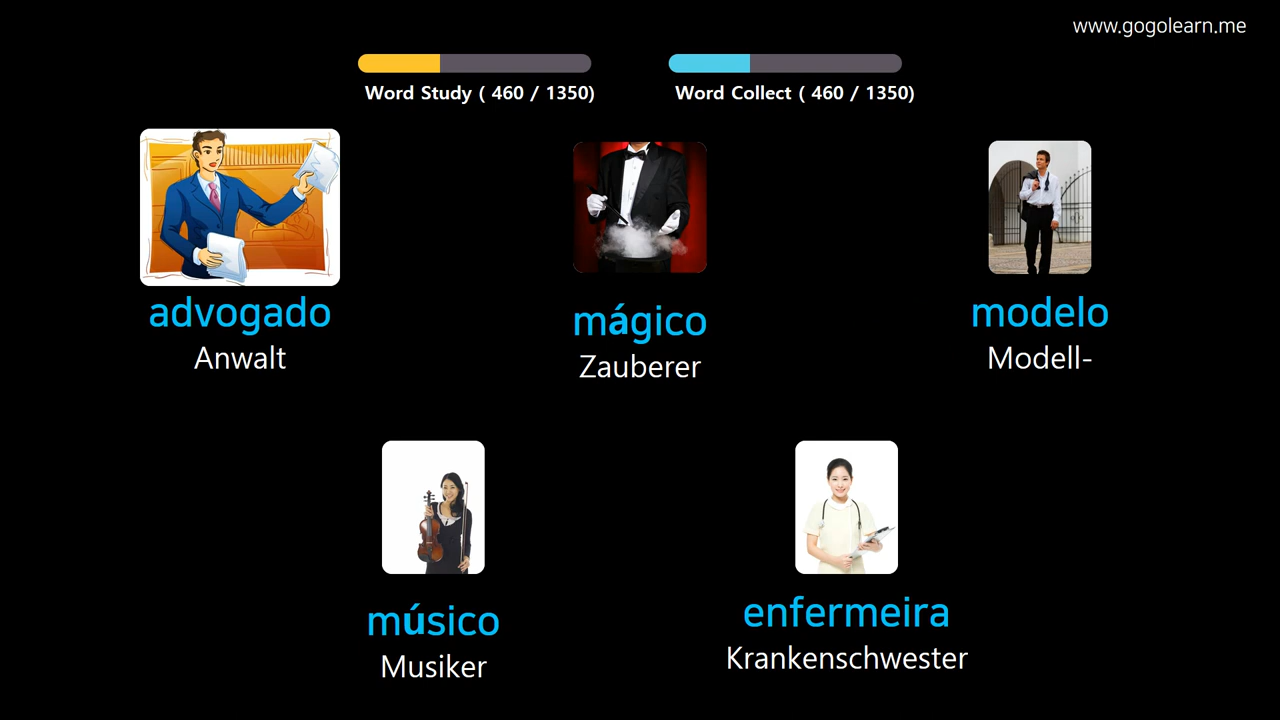 www.gogolearn.me
Word Study ( 460 / 1350)
Word Collect ( 460 / 1350)
advogado
Anwalt
mágico
Zauberer
modelo
Modell-
músico
Musiker
enfermeira
Krankenschwester